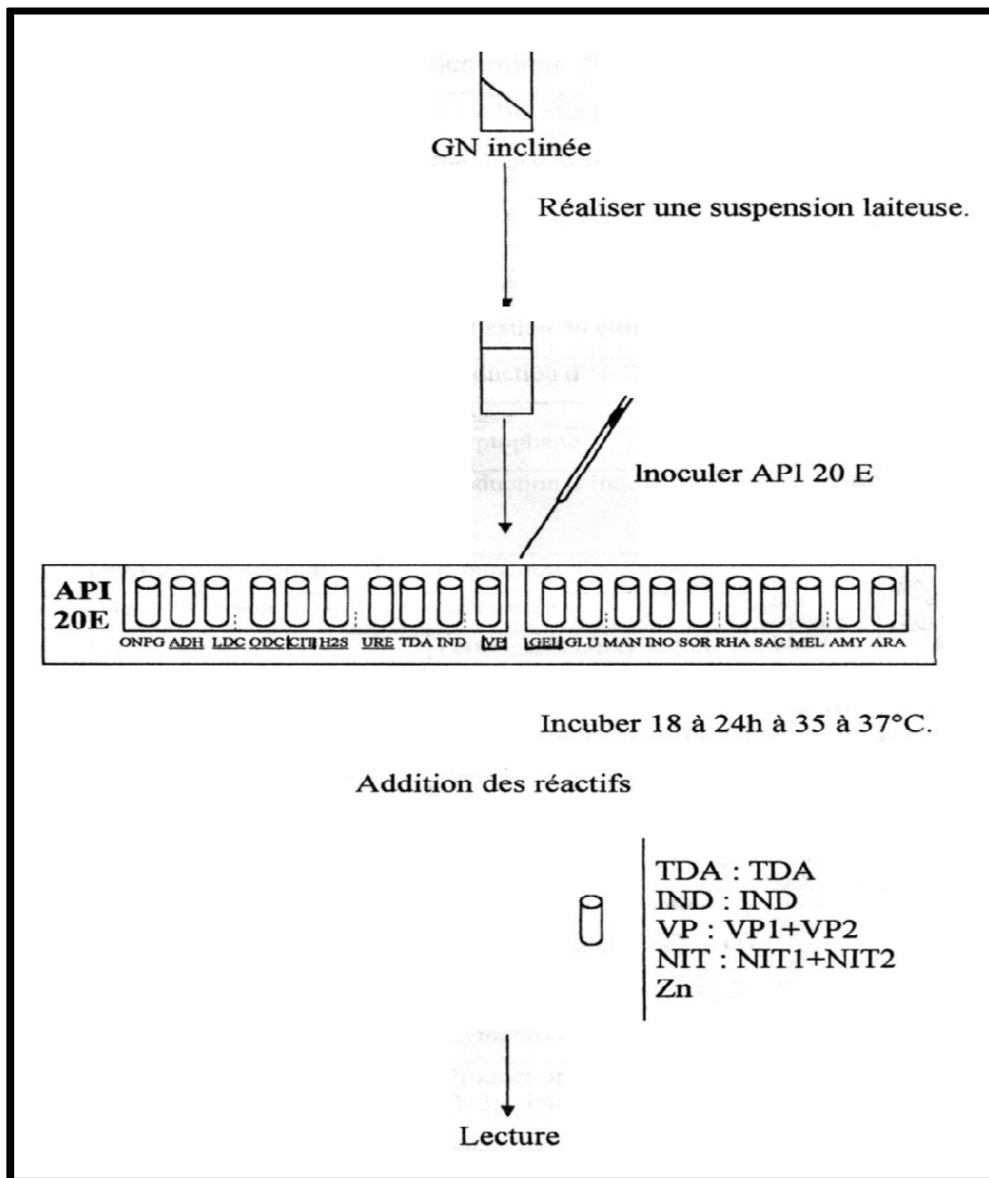 GN inclinée
Réaliser une suspension laiteuse.
Inoculer API 20 E
API
20E
ONPG ADH LDC ODC CIT H2S URE TDA IND VP GEL GLU MAN INO SOR RHA SAC MEL AMY ARA
Incuber 18 à 24h à 35 à 37°C.
Addition des réactifs
TDA : TDA
IND : IND
VP : VP1+VP2
NIT : NIT1+NIT2
Zn
Lecture